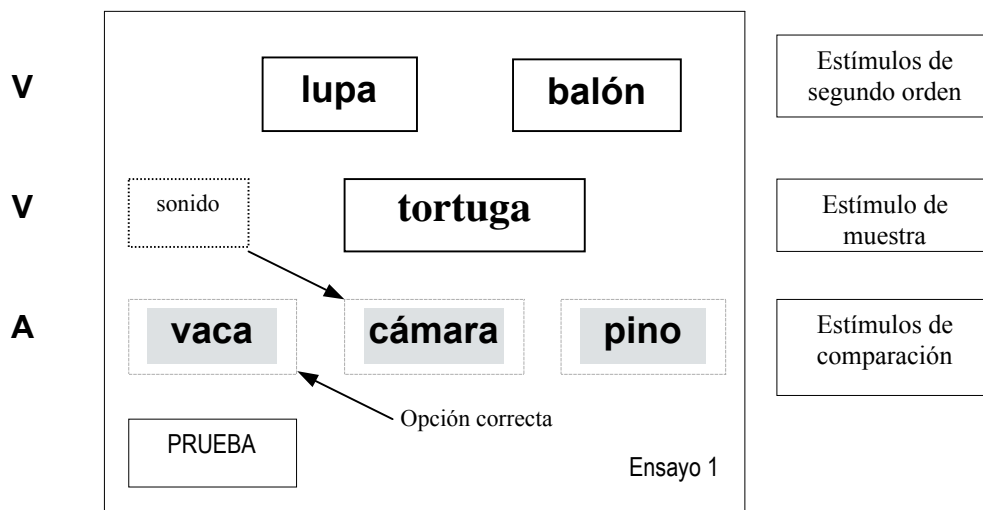 V
lupa
balón
Estímulos de
segundo orden
V
sonido
tortuga
Estímulo de
muestra
A
vaca
cámara
pino
Estímulos de
comparación
Opción correcta
PRUEBA
Ensayo 1